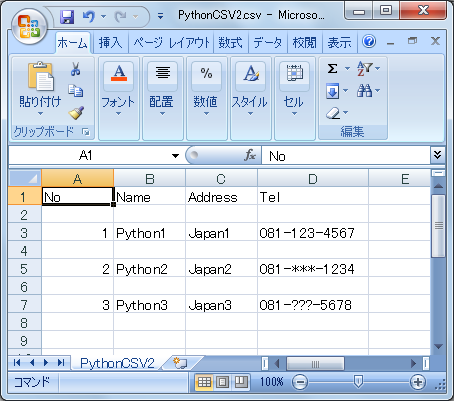 PythonCSV2.csv - Microso...
ホーム 挿入 ページ レイアウト 数式 データ 校閲 表示
貼り付け フォント 配置 数値 スタイル セル
クリップボード 編集
A1 fx No
A B C D E
1 No Name Address Tel
2
3 1 Python1 Japan1 081-123-4567
4
5 2 Python2 Japan2 081-***-1234
6
7 3 Python3 Japan3 081-???-5678
8
9
PythonCSV2
コマンド 100%